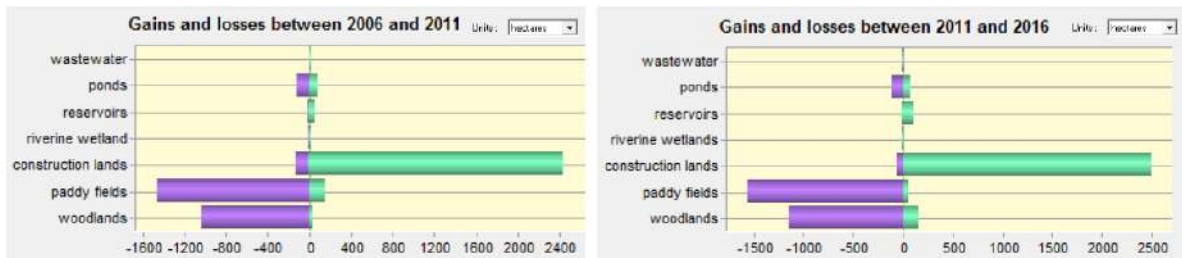 Gains and losses between 2006 and 2011 Units: hectares
wastewater
ponds
reservoirs
riverine wetland
construction lands
paddy fields
woodlands
-1600 -1200 -800 -400 0 400 800 1200 1600 2000 2400
Gains and losses between 2011 and 2016 Units: hectares
wastewater
ponds
reservoirs
riverine wetlands
construction lands
paddy fields
woodlands
-1500 -1000 -500 0 500 1000 1500 2000 2500